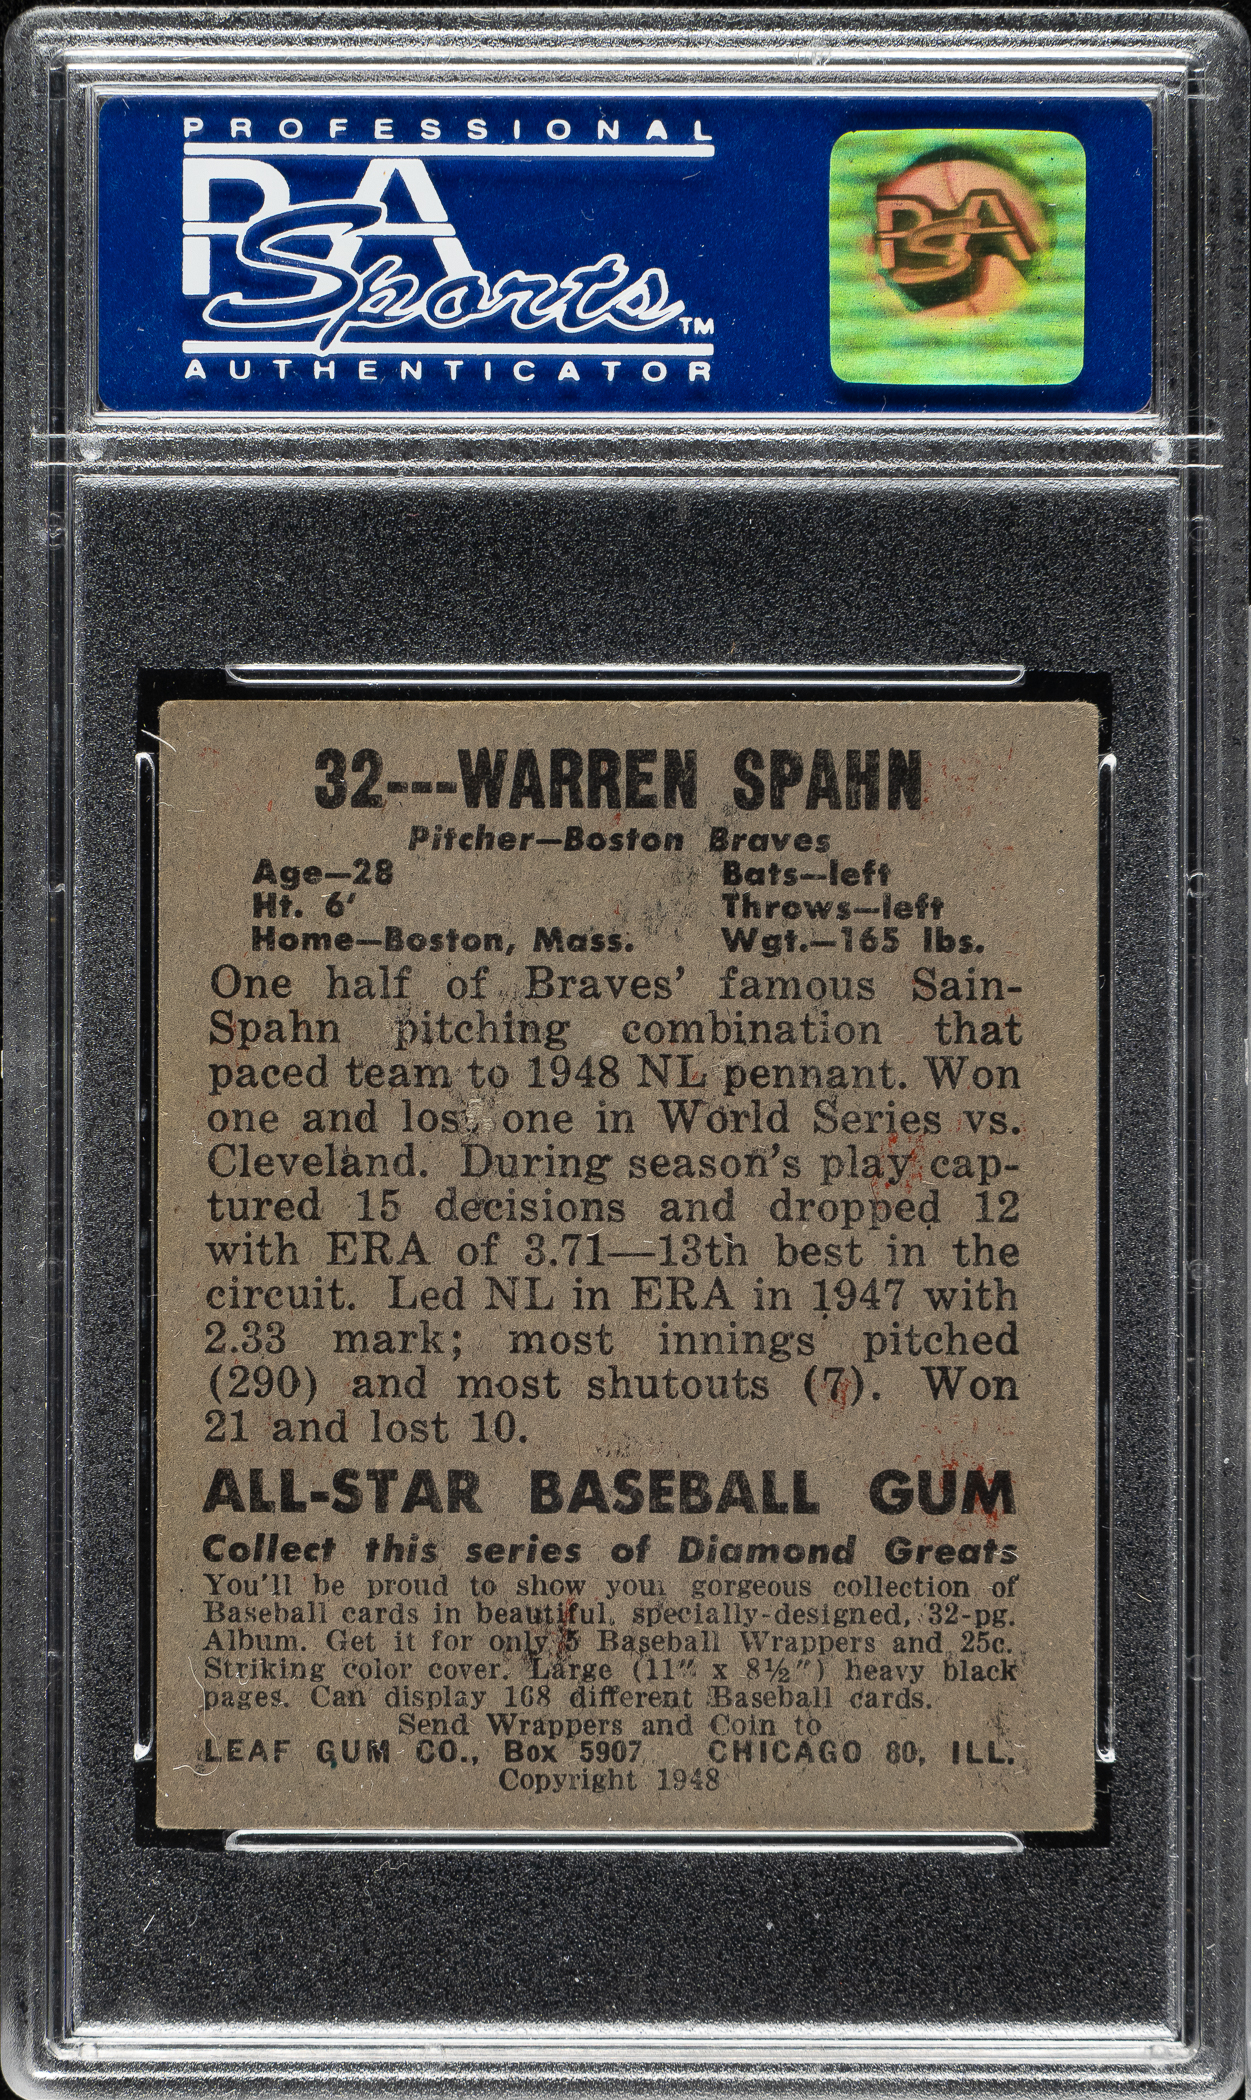 PROFESSIONAL
PSA
Sports™
AUTHENTICATOR
PSA
32---WARREN SPAHN
Pitcher—Boston Braves
Age—28 Bats—left
Ht. 6' Throws—left
Home—Boston, Mass. Wgt.—165 lbs.
One half of Braves' famous Sain-
Spahn pitching combination that
paced team to 1948 NL pennant. Won
one and lost one in World Series vs.
Cleveland. During season's play cap-
tured 15 decisions and dropped 12
with ERA of 3.71—13th best in the
circuit. Led NL in ERA in 1947 with
2.33 mark; most innings pitched
(290) and most shutouts (7). Won
21 and lost 10.
ALL-STAR BASEBALL GUM
Collect this series of Diamond Greats
You'll be proud to show your gorgeous collection of
Baseball cards in beautiful, specially-designed, 32-pg.
Album. Get it for only 5 Baseball Wrappers and 25c.
Striking color cover. Large (11" x 8½") heavy black
pages. Can display 168 different Baseball cards.
Send Wrappers and Coin to
LEAF GUM CO., Box 5907 CHICAGO 80, ILL.
Copyright 1948